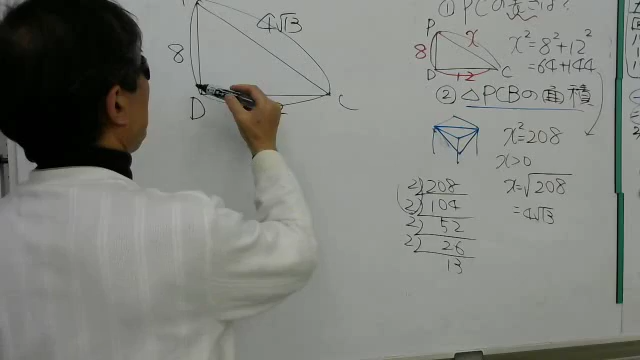 8
4√13
D
C
① PCの長さは?
P
x
8
D
12
C
x²=8²+12²
=64+144
② △PCBの面積
x²=208
x>0
x=√208
=4√13
2)208
2)104
2)52
2)26
13